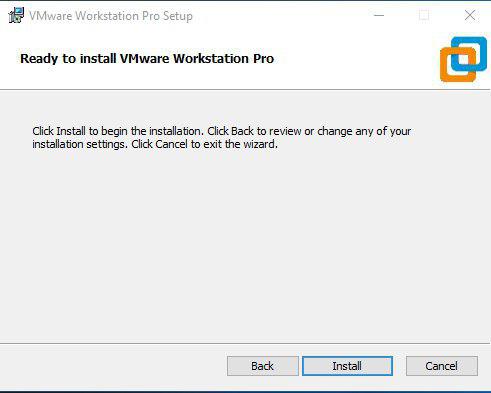 VMware Workstation Pro Setup
Ready to install VMware Workstation Pro
Click Install to begin the installation. Click Back to review or change any of your
installation settings. Click Cancel to exit the wizard.
Back Install Cancel